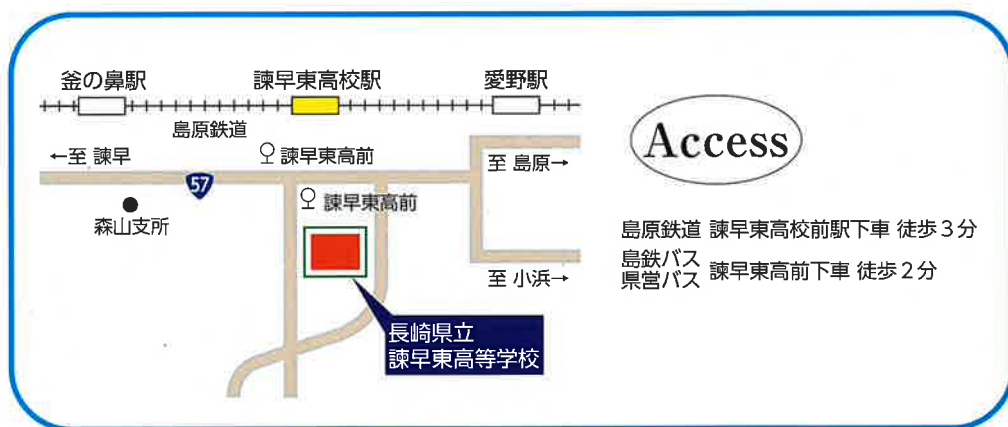 釜の鼻駅
諫早東高校駅
愛野駅
島原鉄道
←至 諫早
諫早東高前
至 島原→
57
諫早東高前
森山支所
至 小浜→
長崎県立
諫早東高等学校
Access
島原鉄道 諫早東高校前駅下車 徒歩3分
島鉄バス
県営バス 諫早東高前下車 徒歩2分